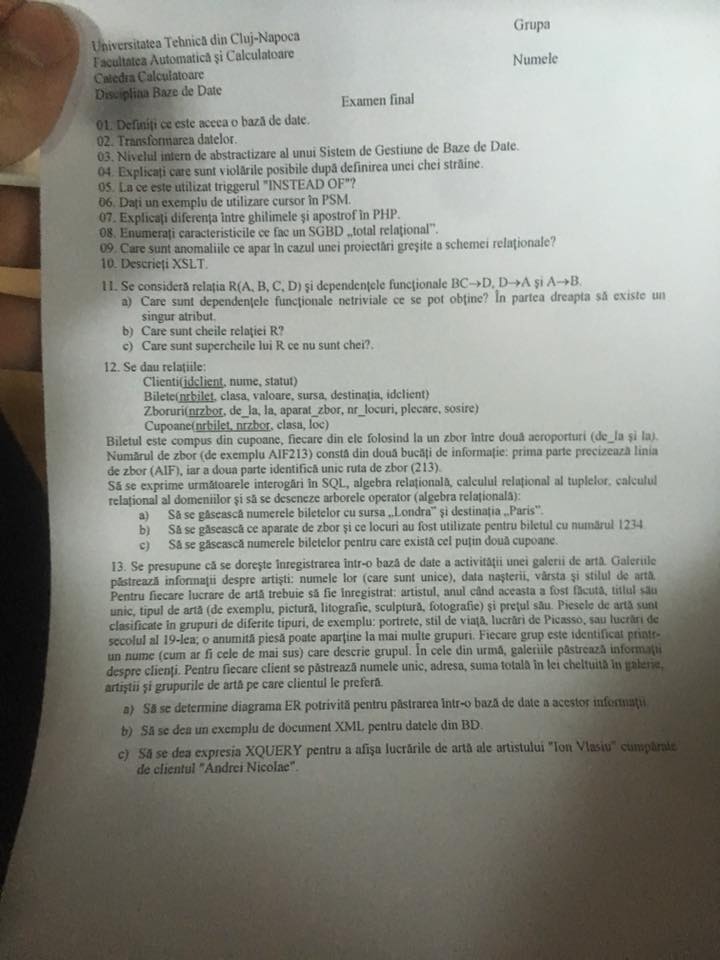 Universitatea Tehnică din Cluj-Napoca
Facultatea Automatică şi Calculatoare
Catedra Calculatoare
Disciplina Baze de Date
Grupa
Numele
Examen final
01. Definiţi ce este aceea o bază de date.
02. Transformarea datelor.
03. Nivelul intern de abstractizare al unui Sistem de Gestiune de Baze de Date.
04. Explicaţi care sunt violările posibile după definirea unei chei străine.
05. La ce este utilizat triggerul "INSTEAD OF"?
06. Daţi un exemplu de utilizare cursor în PSM.
07. Explicaţi diferenţa între ghilimele şi apostrof în PHP.
08. Enumeraţi caracteristicile ce fac un SGBD „total relaţional”.
09. Care sunt anomaliile ce apar în cazul unei proiectări greşite a schemei relaţionale?
10. Descrieţi XSLT.
11. Se consideră relaţia R(A, B, C, D) şi dependenţele funcţionale BC→D, D→A şi A→B.
a) Care sunt dependenţele funcţionale netriviale ce se pot obţine? În partea dreapta să existe un
singur atribut.
b) Care sunt cheile relaţiei R?
c) Care sunt supercheile lui R ce nu sunt chei?.
12. Se dau relaţiile:
Clienti(idclient, nume, statut)
Bilete(nrbilet, clasa, valoare, sursa, destinaţia, idclient)
Zboruri(nrzbor, de_la, la, aparat_zbor, nr_locuri, plecare, sosire)
Cupoane(nrbilet, nrzbor, clasa, loc)
Biletul este compus din cupoane, fiecare din ele folosind la un zbor între două aeroporturi (de_la şi la).
Numărul de zbor (de exemplu AIF213) constă din două bucăţi de informaţie: prima parte precizează linia
de zbor (AIF), iar a doua parte identifică unic ruta de zbor (213).
Să se exprime următoarele interogări în SQL, algebra relaţională, calculul relaţional al tuplelor, calculul
relaţional al domeniilor şi să se deseneze arborele operator (algebra relaţională):
a) Să se găsească numerele biletelor cu sursa „Londra” şi destinaţia „Paris”.
b) Să se găsească ce aparate de zbor şi ce locuri au fost utilizate pentru biletul cu numărul 1234.
c) Să se găsească numerele biletelor pentru care există cel puţin două cupoane.
13. Se presupune că se doreşte înregistrarea într-o bază de date a activităţii unei galerii de artă. Galeriile
păstrează informaţii despre artişti: numele lor (care sunt unice), data naşterii, vârsta şi stilul de artă.
Pentru fiecare lucrare de artă trebuie să fie înregistrat: artistul, anul când aceasta a fost făcută, titlul său
unic, tipul de artă (de exemplu, pictură, litografie, sculptură, fotografie) şi preţul său. Piesele de artă sunt
clasificate în grupuri de diferite tipuri, de exemplu: portrete, stil de viaţă, lucrări de Picasso, sau lucrări de
secolul al 19-lea; o anumită piesă poate aparţine la mai multe grupuri. Fiecare grup este identificat printr-
un nume (cum ar fi cele de mai sus) care descrie grupul. În cele din urmă, galeriile păstrează informaţii
despre clienţi. Pentru fiecare client se păstrează numele unic, adresa, suma totală în lei cheltuită în galerie,
artiştii şi grupurile de artă pe care clientul le preferă.
a) Să se determine diagrama ER potrivită pentru păstrarea într-o bază de date a acestor informaţii.
b) Să se dea un exemplu de document XML pentru datele din BD.
c) Să se dea expresia XQUERY pentru a afişa lucrările de artă ale artistului "Ion Vlasiu" cumpărate
de clientul "Andrei Nicolae".